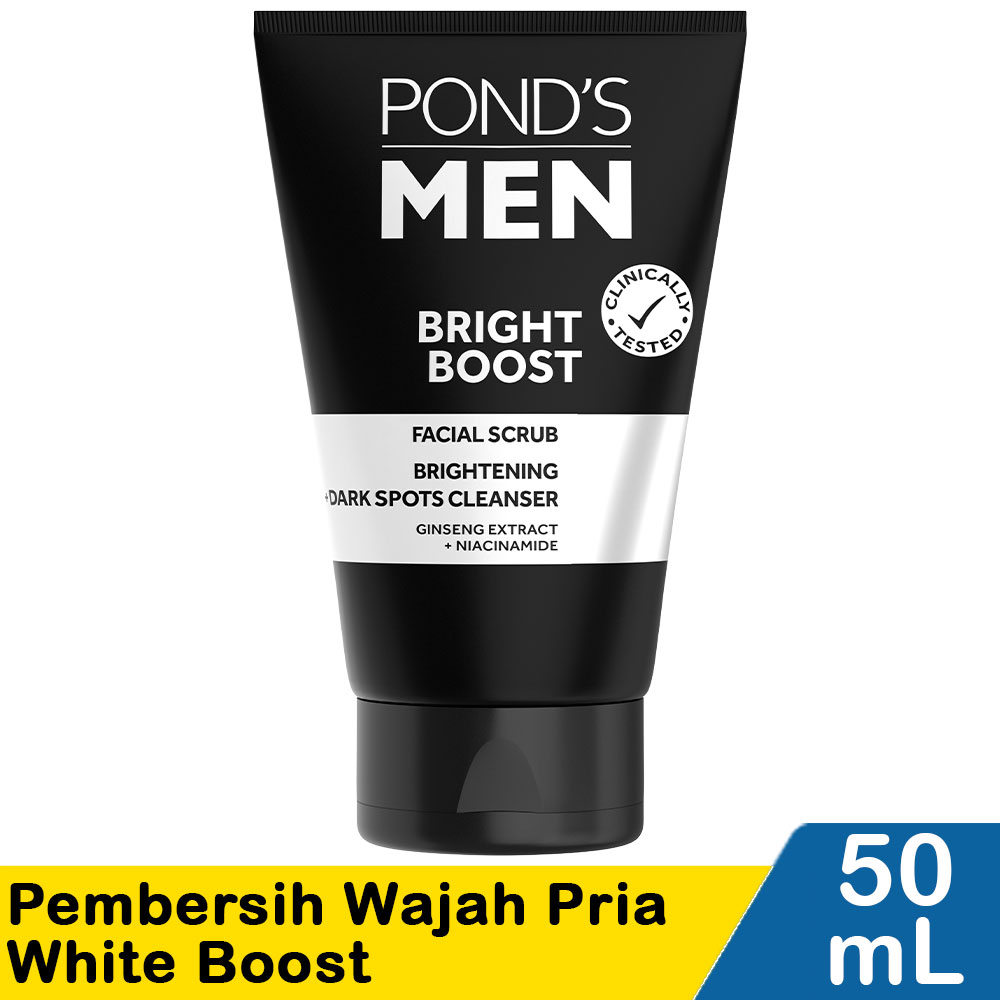 POND'S
MEN
CLINICALLY
• TESTED •
BRIGHT
BOOST
FACIAL SCRUB
BRIGHTENING
+DARK SPOTS CLEANSER
GINSENG EXTRACT
+ NIACINAMIDE
Pembersih Wajah Pria
White Boost
50
mL